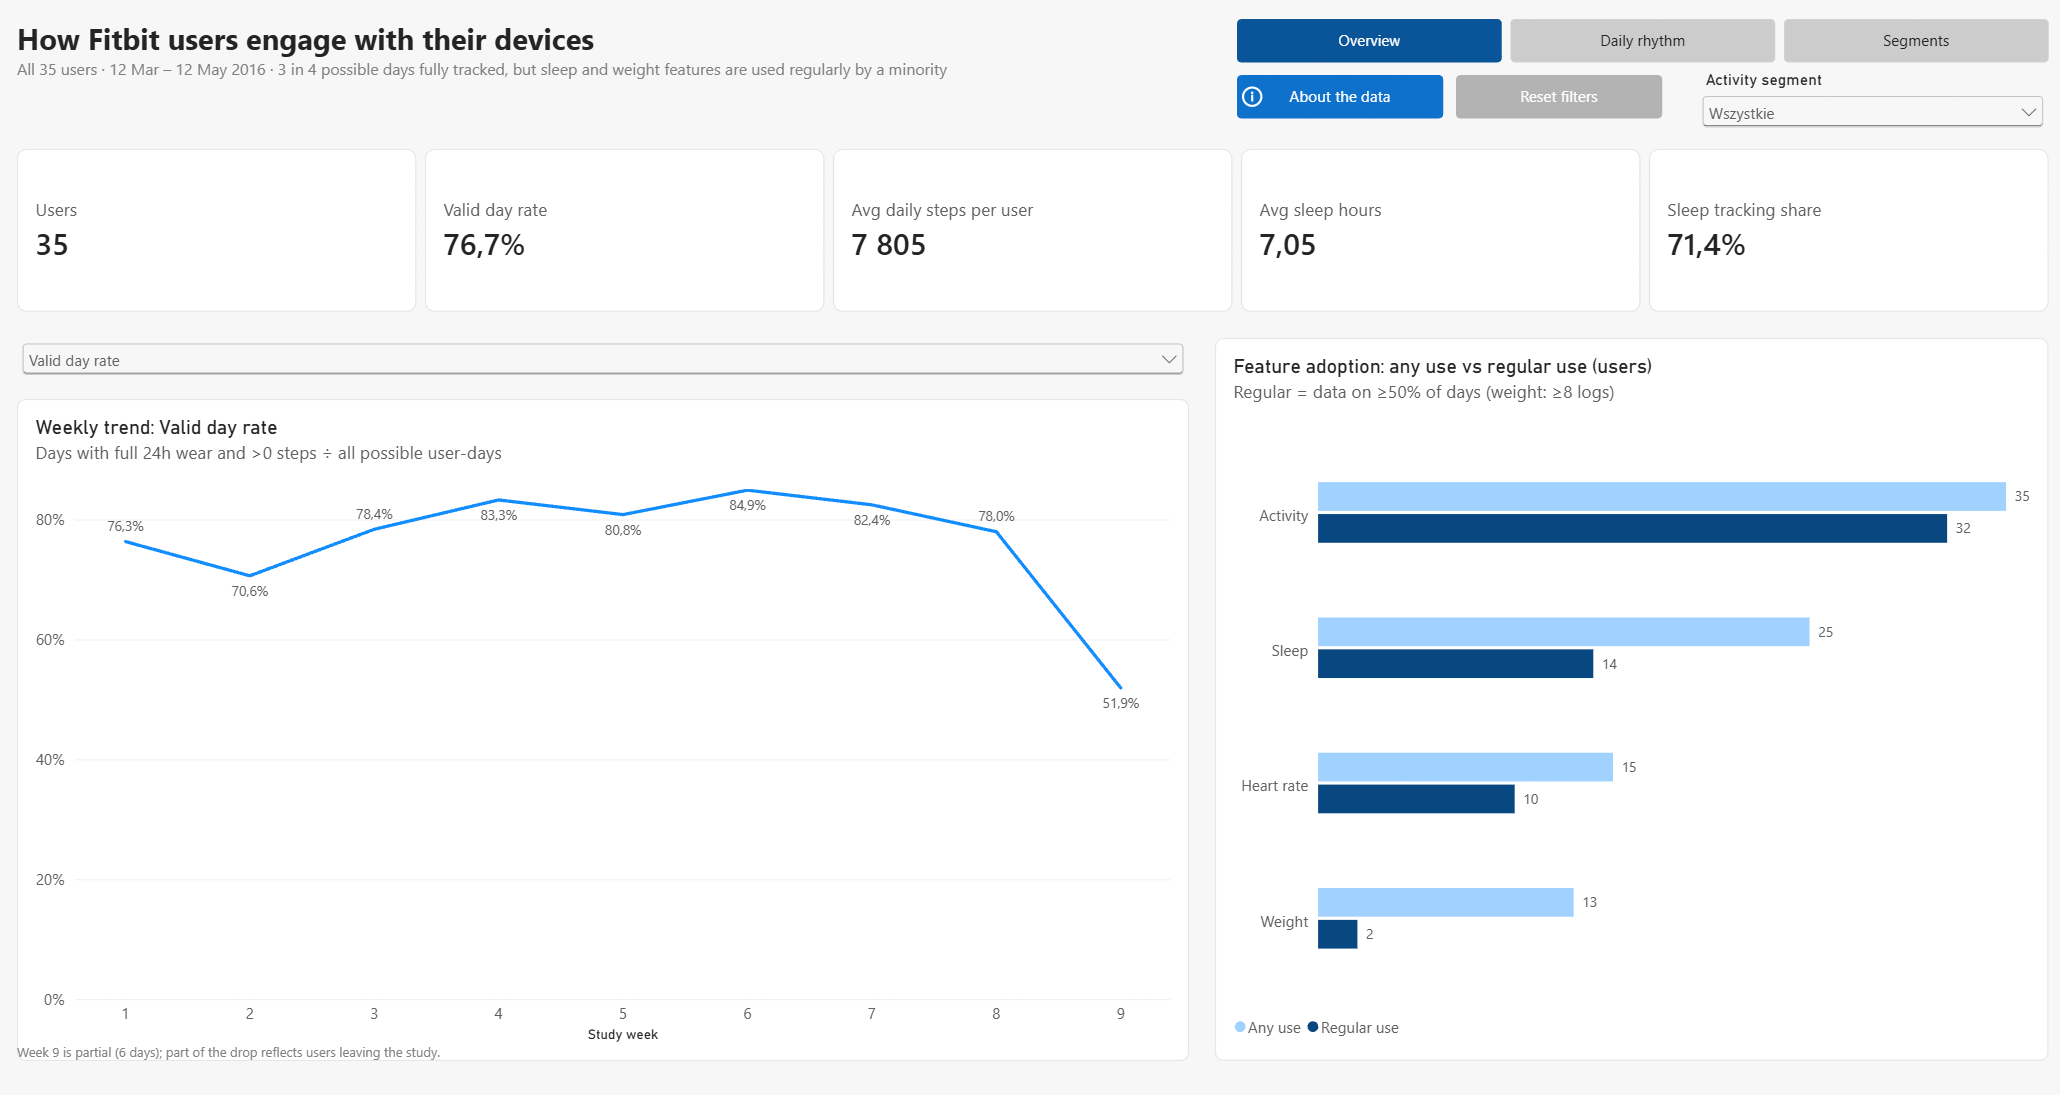 How Fitbit users engage with their devices
All 35 users · 12 Mar – 12 May 2016 · 3 in 4 possible days fully tracked, but sleep and weight features are used regularly by a minority
Overview
Daily rhythm
Segments
About the data
Reset filters
Activity segment
Wszystkie
Users
35
Valid day rate
76,7%
Avg daily steps per user
7 805
Avg sleep hours
7,05
Sleep tracking share
71,4%
Valid day rate
Weekly trend: Valid day rate
Days with full 24h wear and >0 steps ÷ all possible user-days
80%
60%
40%
20%
0%
76,3%
70,6%
78,4%
83,3%
80,8%
84,9%
82,4%
78,0%
51,9%
1 2 3 4 5 6 7 8 9
Study week
Week 9 is partial (6 days); part of the drop reflects users leaving the study.
Feature adoption: any use vs regular use (users)
Regular = data on ≥50% of days (weight: ≥8 logs)
Activity
35
32
Sleep
25
14
Heart rate
15
10
Weight
13
2
Any use Regular use